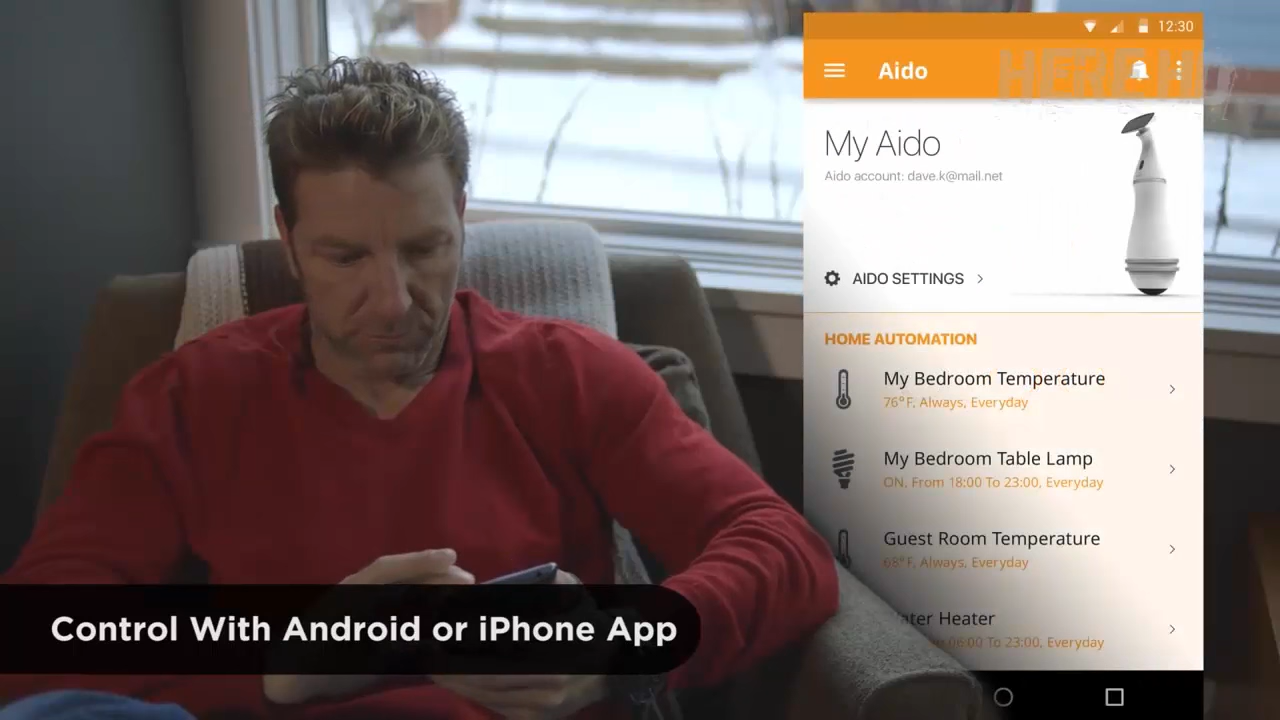 12:30
Aido
My Aido
Aido account: dave.k@mail.net
AIDO SETTINGS
HOME AUTOMATION
My Bedroom Temperature
76°F, Always, Everyday
My Bedroom Table Lamp
ON, From 18:00 To 23:00, Everyday
Guest Room Temperature
68°F, Always, Everyday
Heater
06:00 To 23:00, Everyday
Control With Android or iPhone App